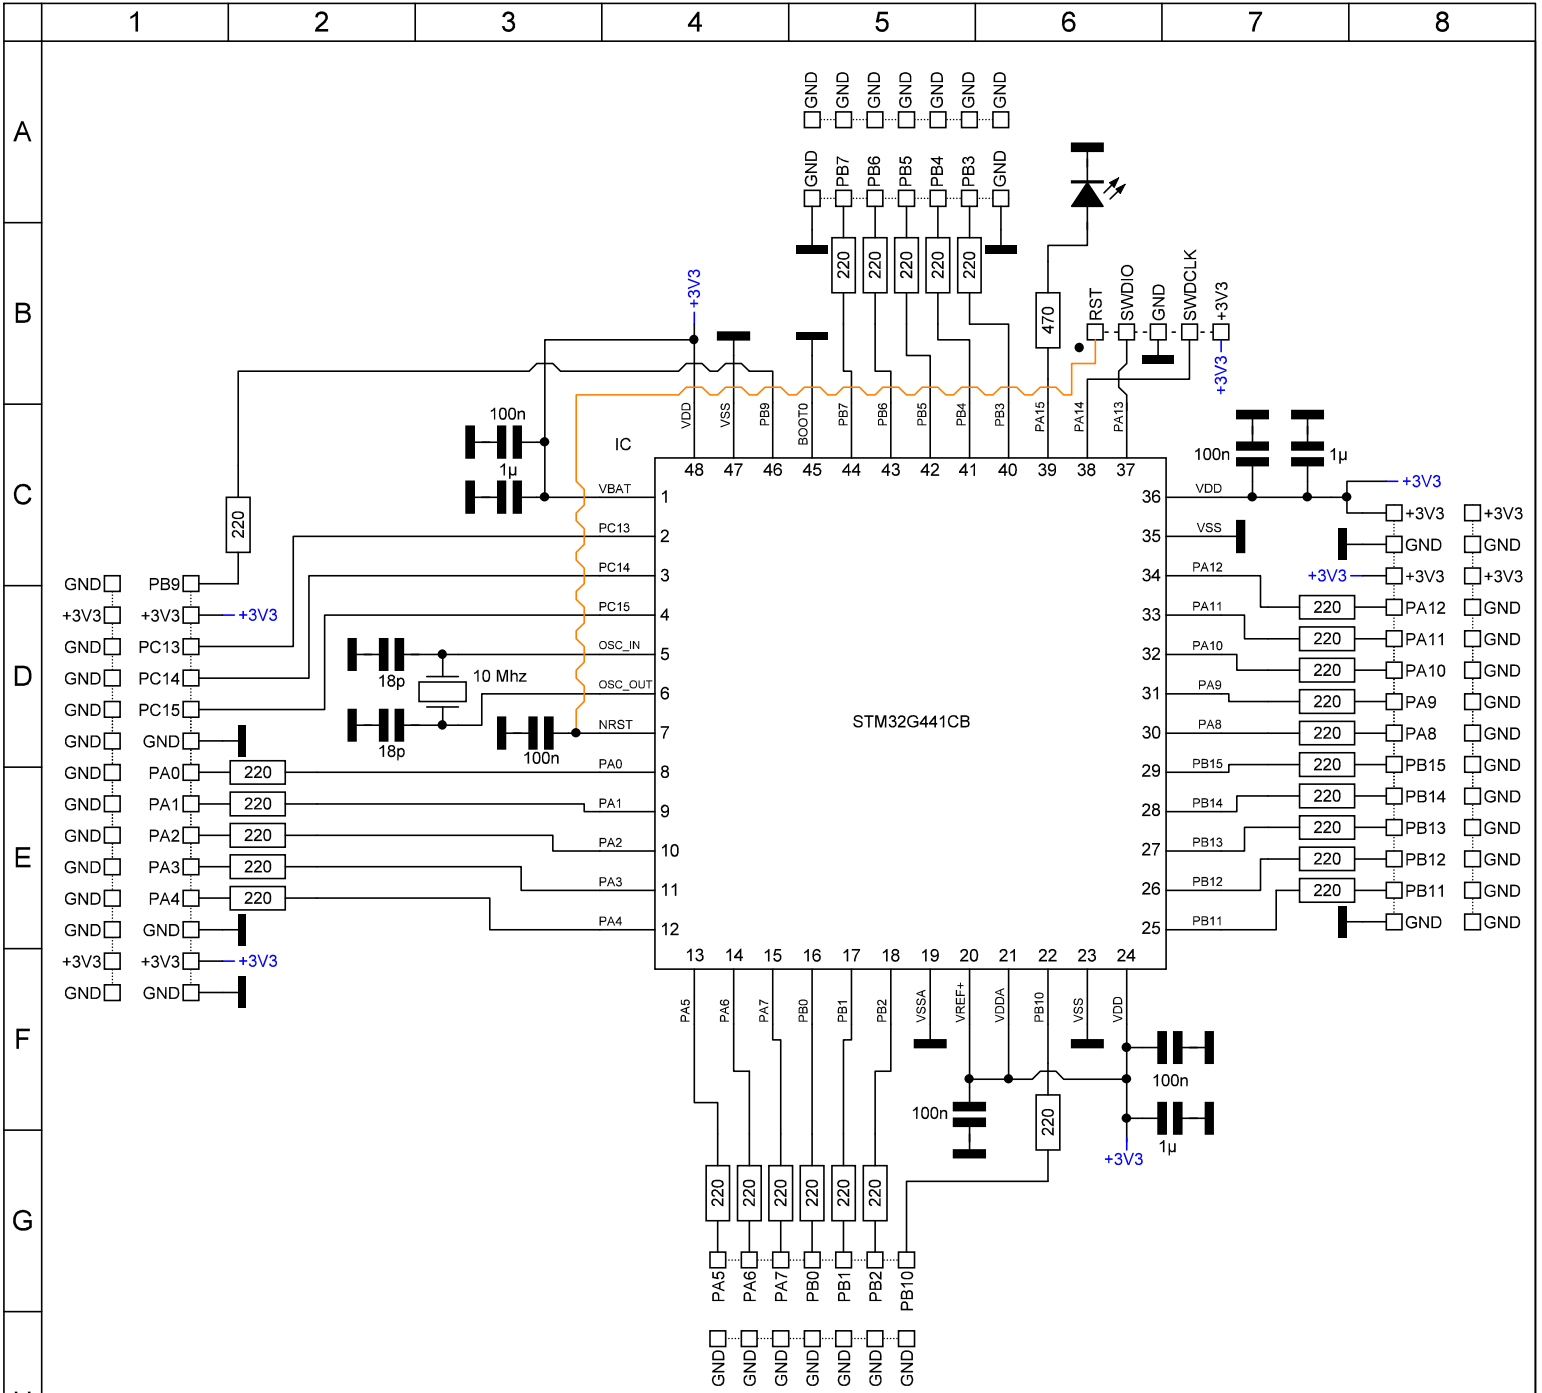 1 2 3 4 5 6 7 8
A
GND GND GND GND GND GND GND
GND PB7 PB6 PB5 PB4 PB3 GND
B
220 220 220 220 220
+3V3
470
RST SWDIO GND SWDCLK +3V3
+3V3
C
VDD VSS PB9 BOOT0 PB7 PB6 PB5 PB4 PB3 PA15 PA14 PA13
IC
48 47 46 45 44 43 42 41 40 39 38 37
100n
1µ
220
VBAT 1
PC13 2
PC14 3
PC15 4
OSC_IN 5
OSC_OUT 6
NRST 7
PA0 8
PA1 9
PA2 10
PA3 11
PA4 12
18p
10 Mhz
18p
100n
STM32G441CB
36 VDD
35 VSS
34 PA12
33 PA11
32 PA10
31 PA9
30 PA8
29 PB15
28 PB14
27 PB13
26 PB12
25 PB11
100n 1µ
+3V3
+3V3 +3V3
GND GND
+3V3 +3V3 +3V3
220 PA12 GND
220 PA11 GND
220 PA10 GND
220 PA9 GND
220 PA8 GND
220 PB15 GND
220 PB14 GND
220 PB13 GND
220 PB12 GND
220 PB11 GND
GND GND
D
GND PB9
+3V3 +3V3 +3V3
GND PC13
GND PC14
GND PC15
GND GND
E
GND PA0 220
GND PA1 220
GND PA2 220
GND PA3 220
GND PA4 220
GND GND
+3V3 +3V3 +3V3
GND GND
F
13 14 15 16 17 18 19 20 21 22 23 24
PA5 PA6 PA7 PB0 PB1 PB2 VSSA VREF+ VDDA PB10 VSS VDD
100n
100n
220
1µ
+3V3
G
220 220 220 220 220 220
PA5 PA6 PA7 PB0 PB1 PB2 PB10
GND GND GND GND GND GND GND